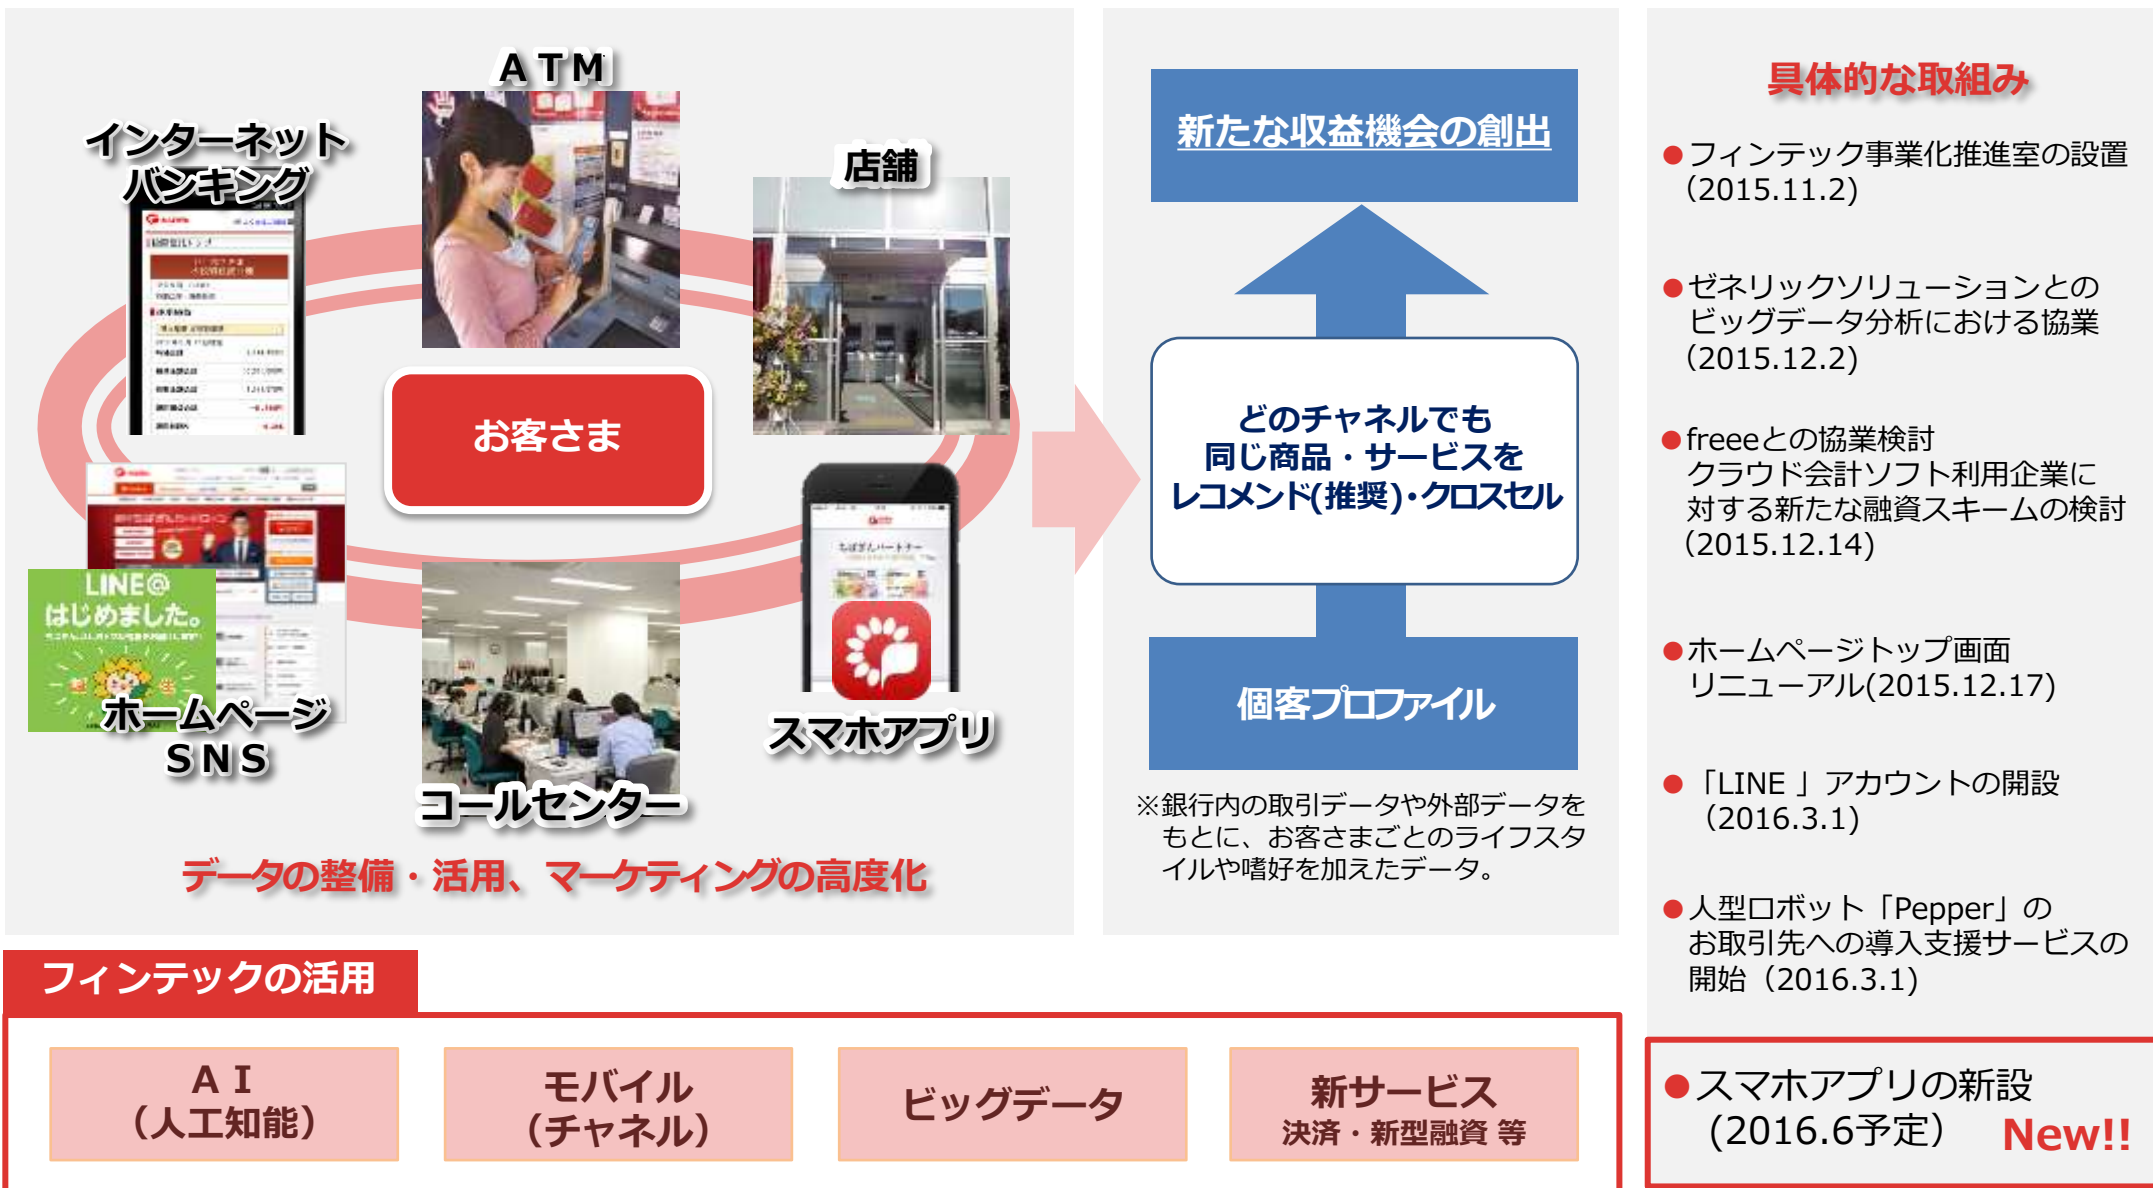 ＡＴＭ
インターネット
バンキング
店舗
お客さま
LINE@
はじめました。
ちばぎんパートナー
ホームページ
ＳＮＳ
コールセンター
スマホアプリ
データの整備・活用、マーケティングの高度化
新たな収益機会の創出
どのチャネルでも
同じ商品・サービスを
レコメンド(推奨)・クロスセル
個客プロファイル
※銀行内の取引データや外部データを
もとに、お客さまごとのライフスタ
イルや嗜好を加えたデータ。
具体的な取組み
●フィンテック事業化推進室の設置
（2015.11.2)
●ゼネリックソリューションとの
ビッグデータ分析における協業
（2015.12.2)
●freeeとの協業検討
クラウド会計ソフト利用企業に
対する新たな融資スキームの検討
（2015.12.14)
●ホームページトップ画面
リニューアル(2015.12.17)
●「LINE 」アカウントの開設
（2016.3.1)
●人型ロボット「Pepper」の
お取引先への導入支援サービスの
開始（2016.3.1)
●スマホアプリの新設
(2016.6予定） New!!
フィンテックの活用
ＡＩ
（人工知能）
モバイル
（チャネル）
ビッグデータ
新サービス
決済・新型融資 等